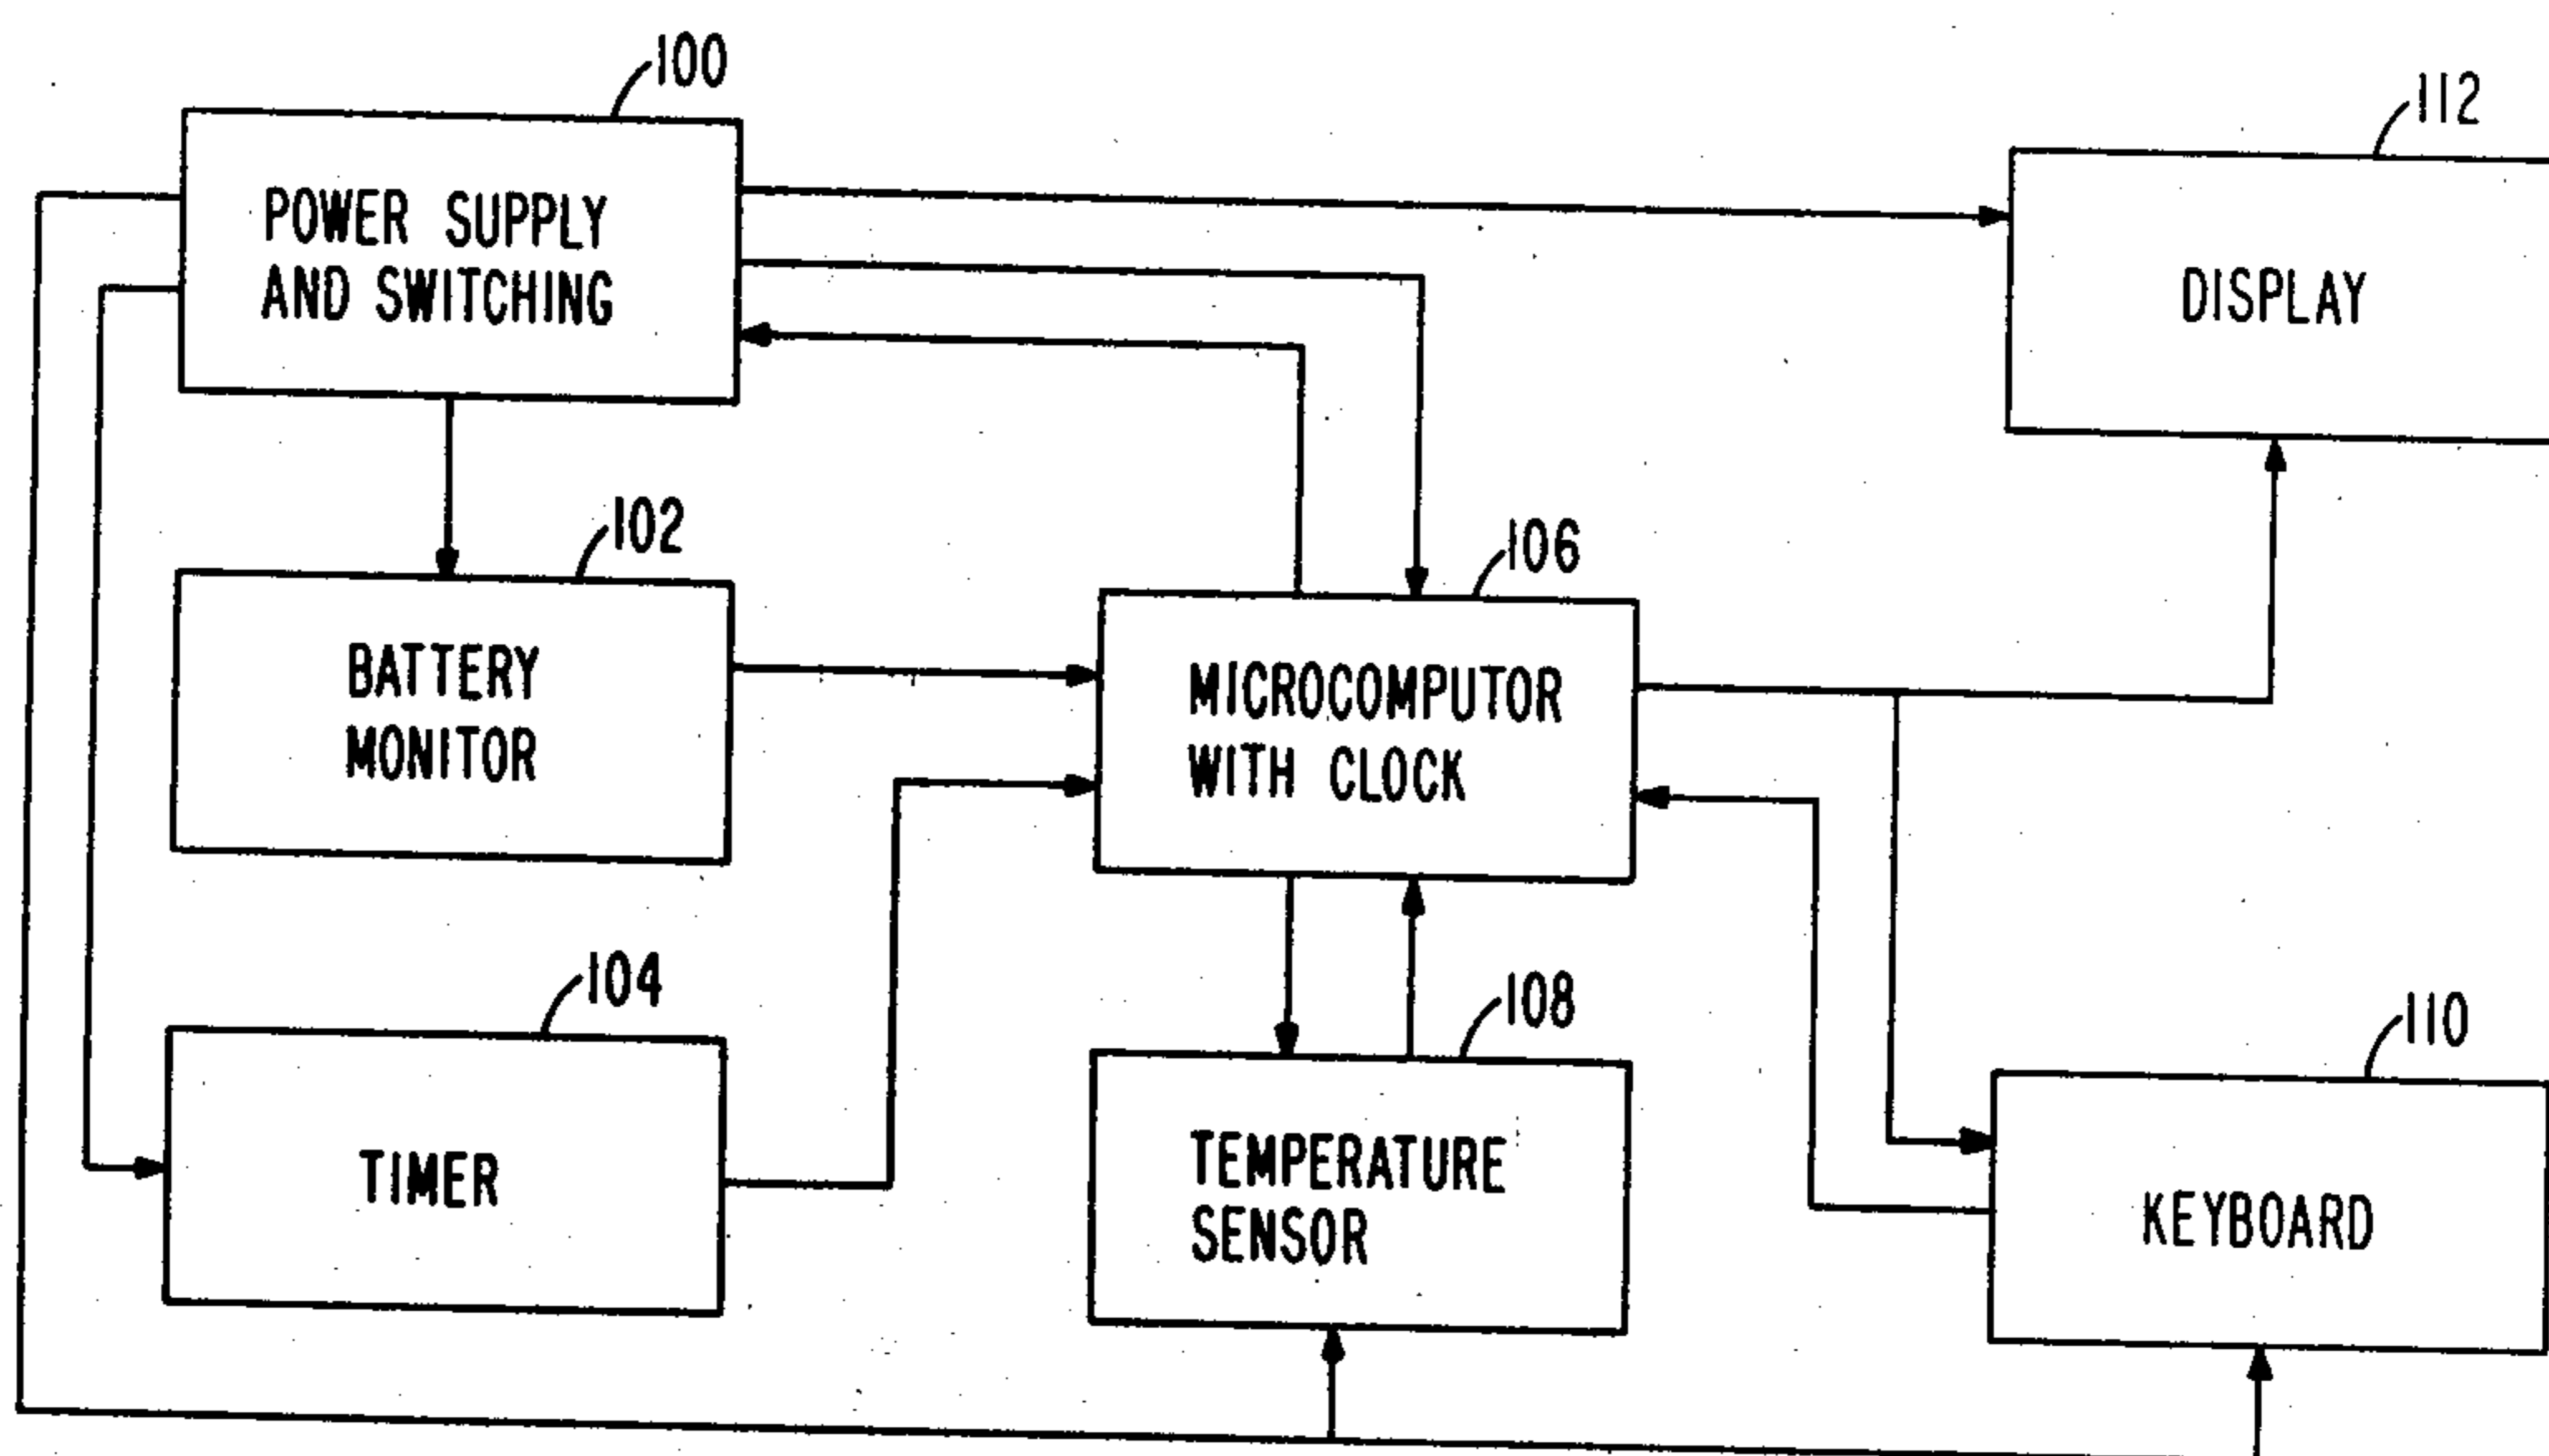 100
POWER SUPPLY
AND SWITCHING
112
DISPLAY
102
BATTERY
MONITOR
106
MICROCOMPUTOR
WITH CLOCK
104
TIMER
108
TEMPERATURE
SENSOR
110
KEYBOARD